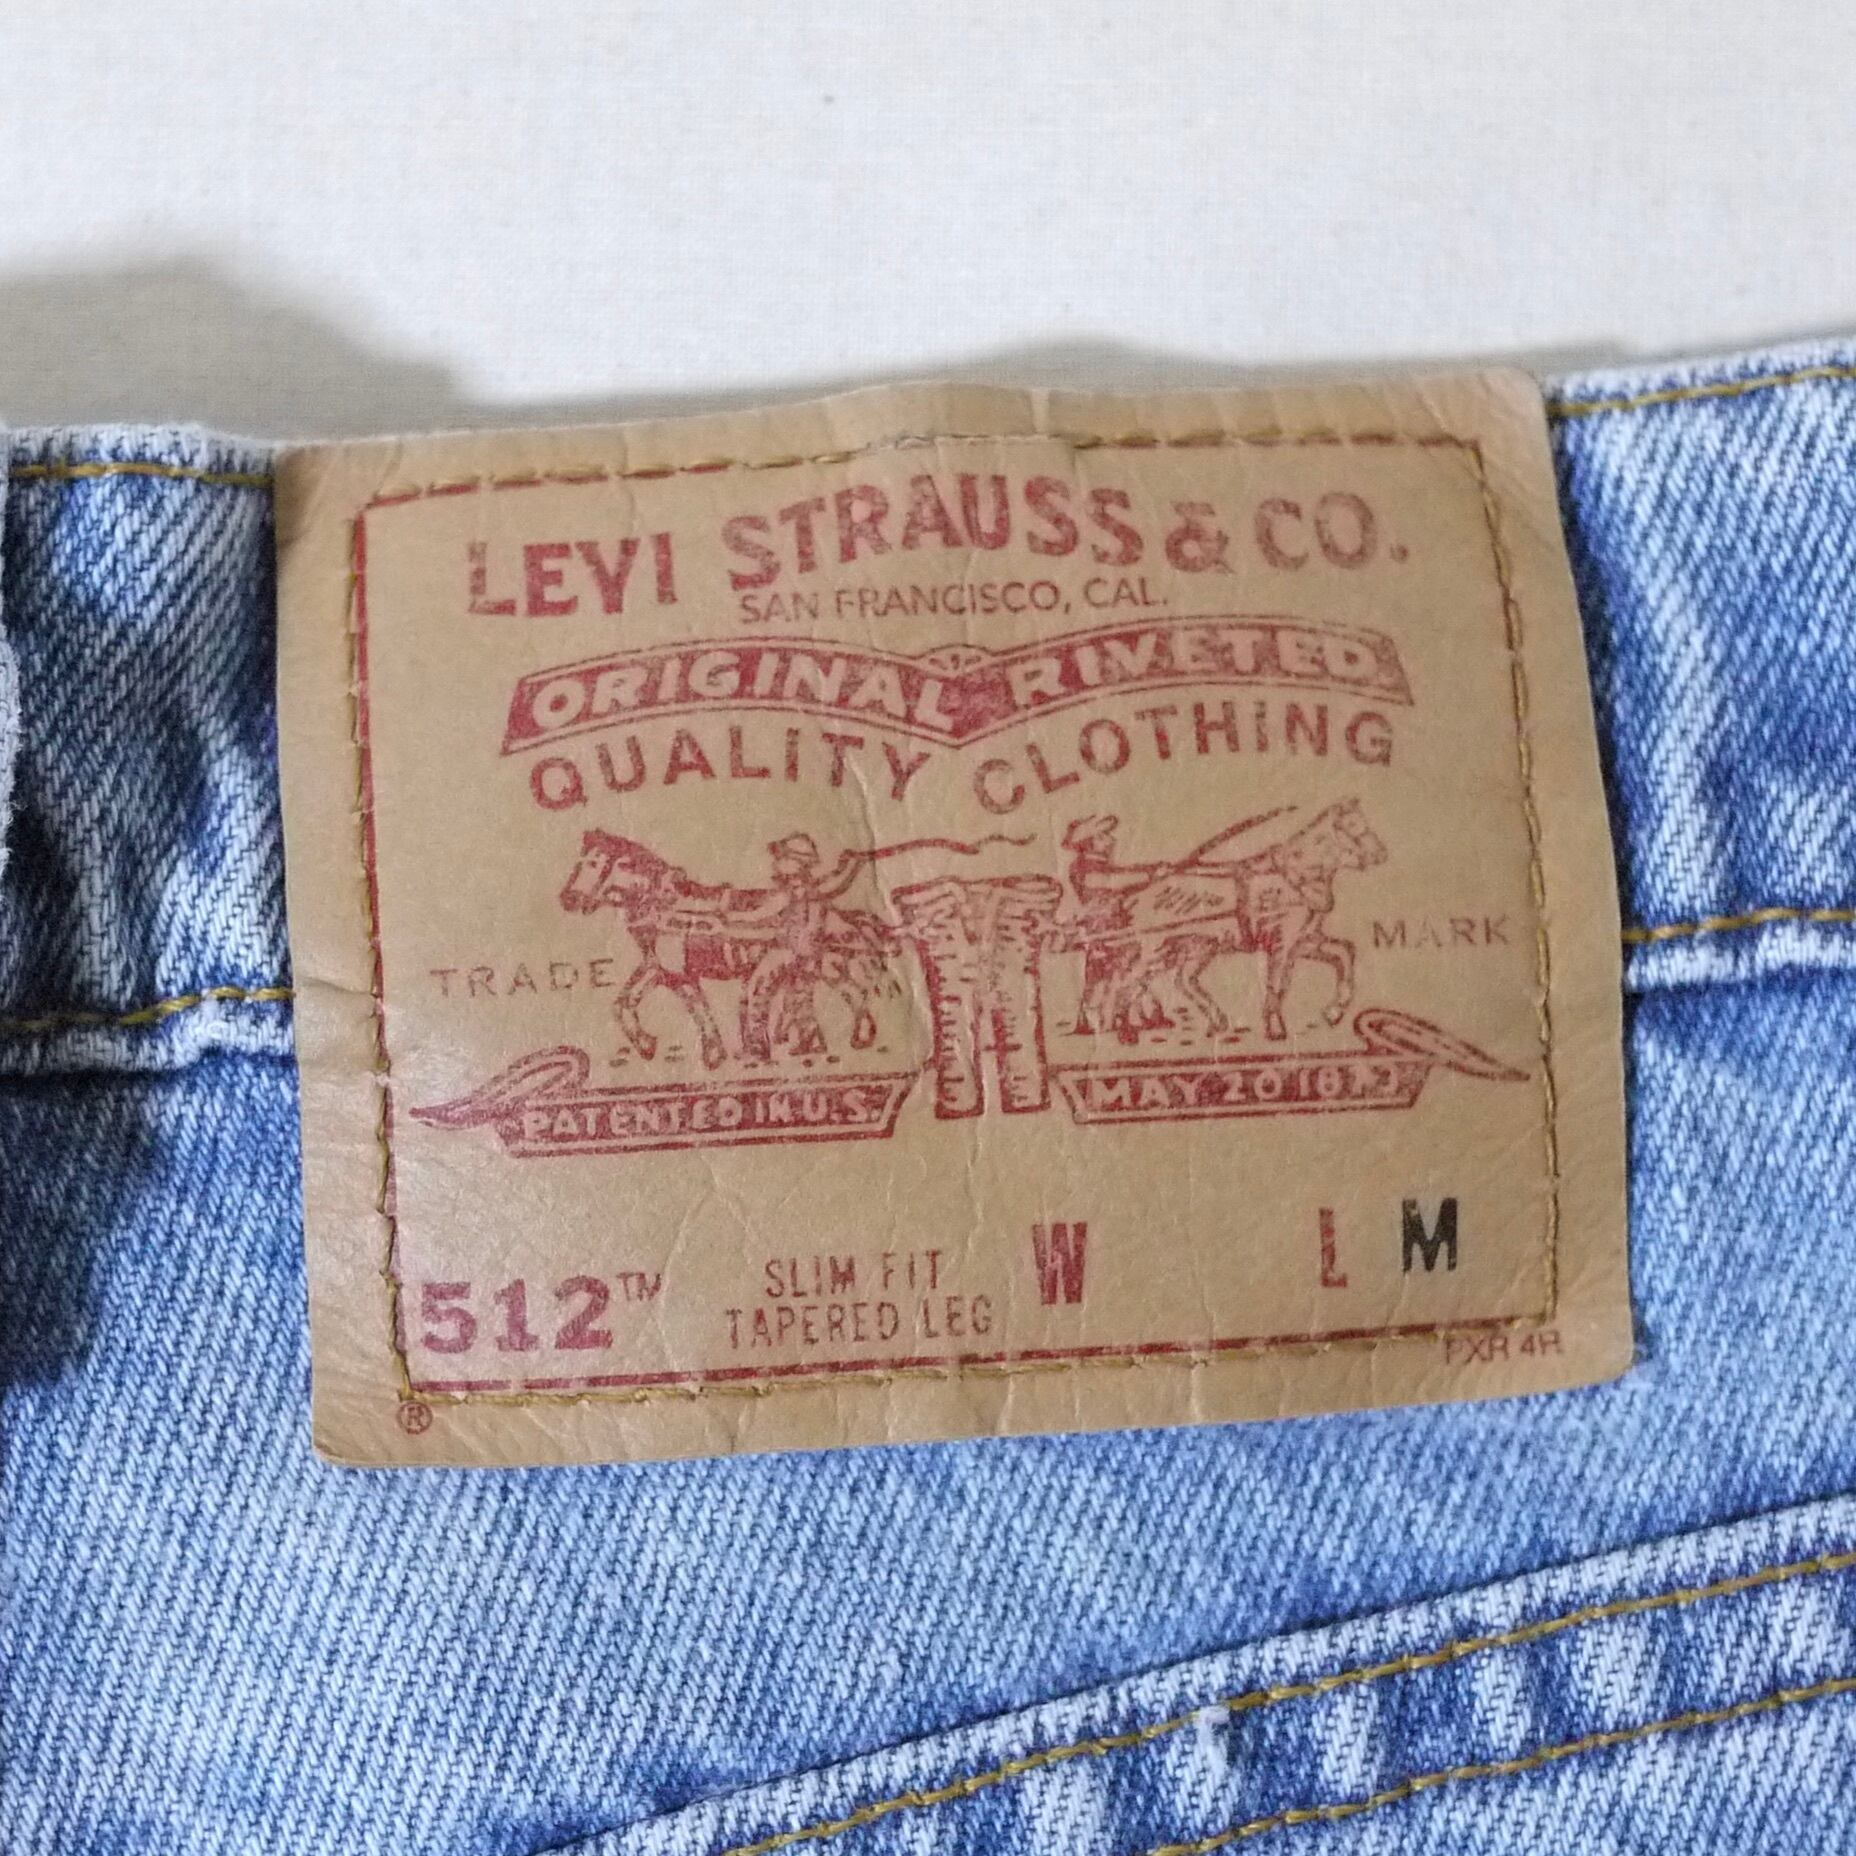 LEVI STRAUSS & CO.
SAN FRANCISCO, CAL.
ORIGINAL RIVETED
QUALITY CLOTHING
TRADE MARK
PATENTED IN U.S. MAY 20 1873
512™ SLIM FIT W L M
TAPERED LEG
PXR 4R
®